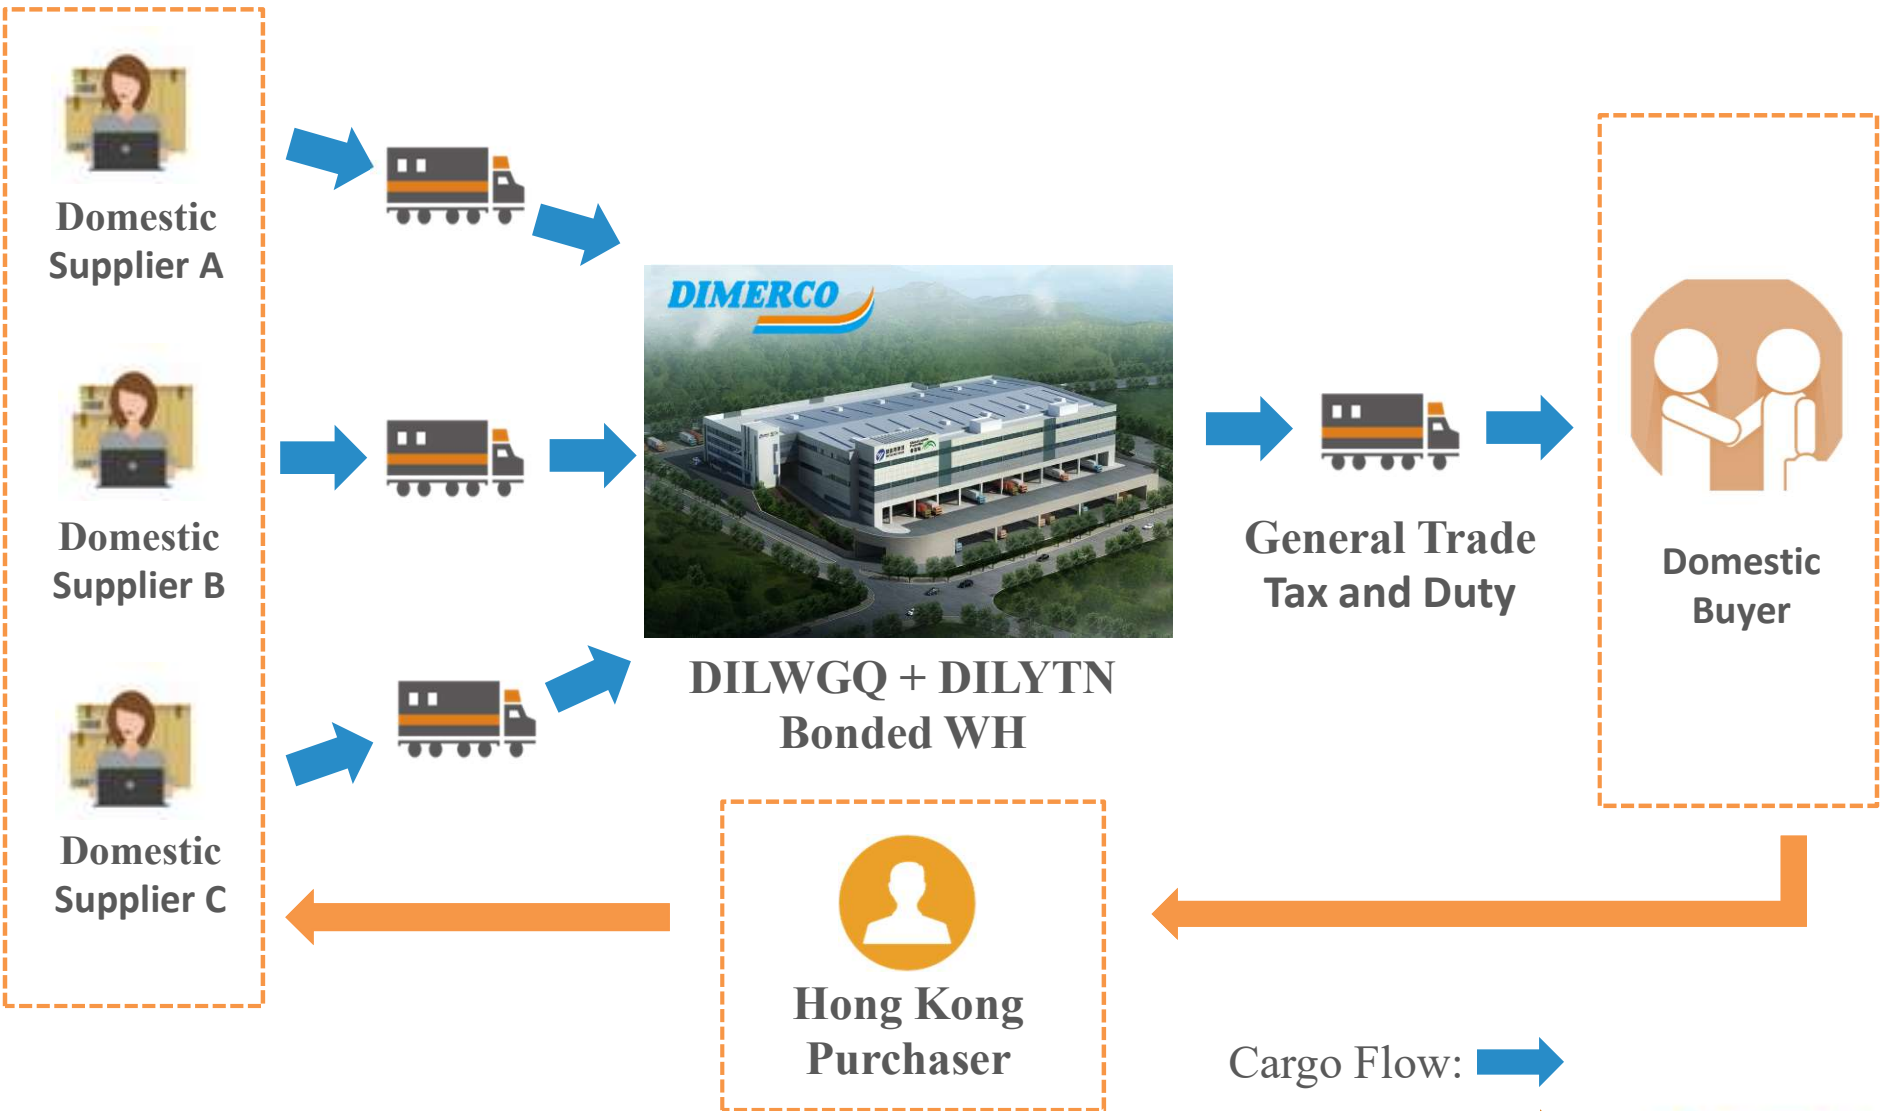 Domestic
Supplier A
Domestic
Supplier B
Domestic
Supplier C
DIMERCO
DILWGQ + DILYTN
Bonded WH
General Trade
Tax and Duty
Domestic
Buyer
Hong Kong
Purchaser
Cargo Flow: